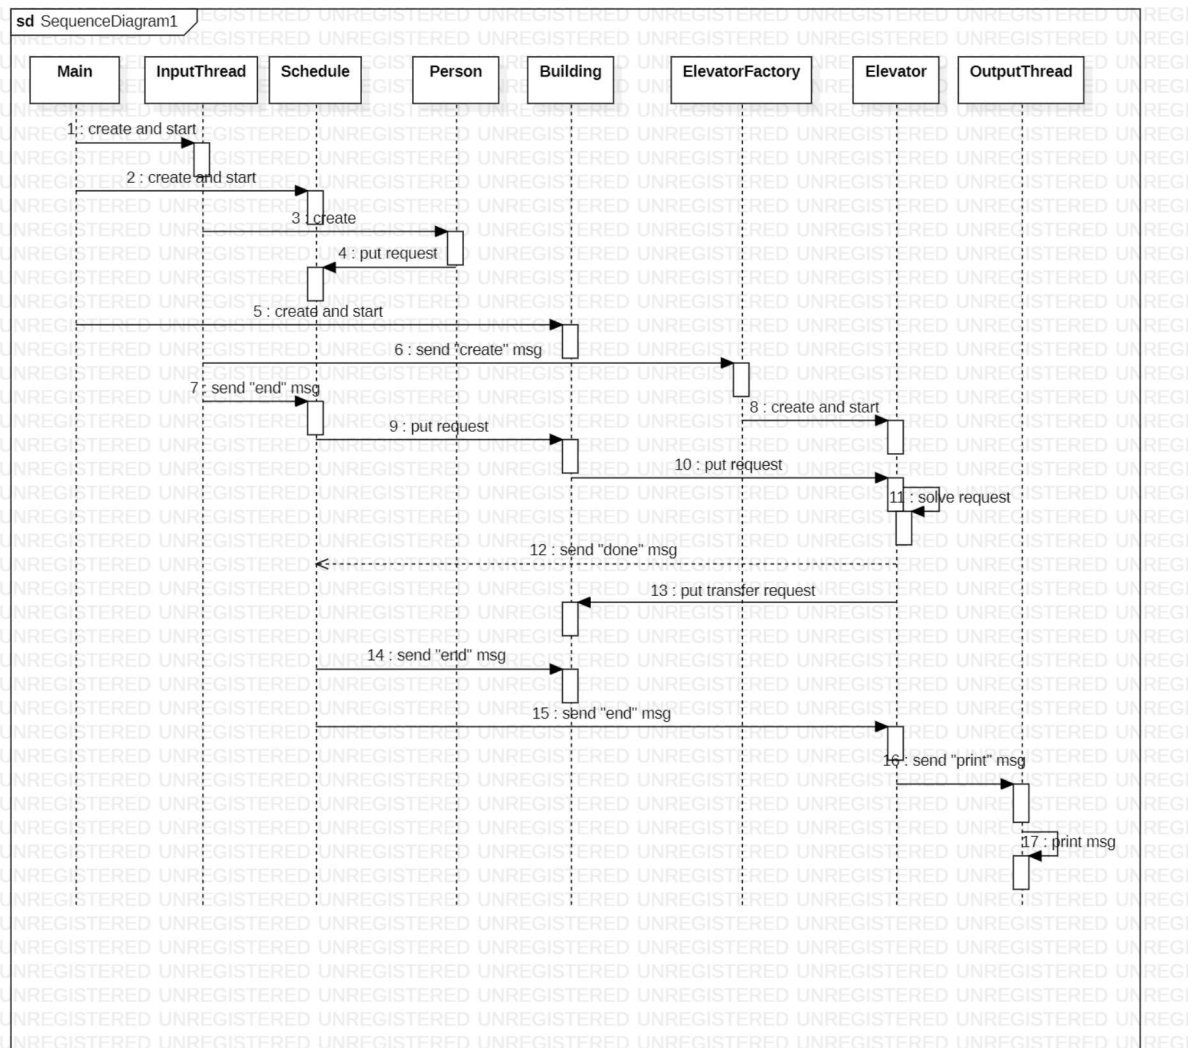 sd SequenceDiagram1
Main
InputThread
Schedule
Person
Building
ElevatorFactory
Elevator
OutputThread
1 : create and start
2 : create and start
3 : create
4 : put request
5 : create and start
6 : send "create" msg
7 : send "end" msg
8 : create and start
9 : put request
10 : put request
11 : solve request
12 : send "done" msg
13 : put transfer request
14 : send "end" msg
15 : send "end" msg
16 : send "print" msg
17 : print msg
UNREGISTERED